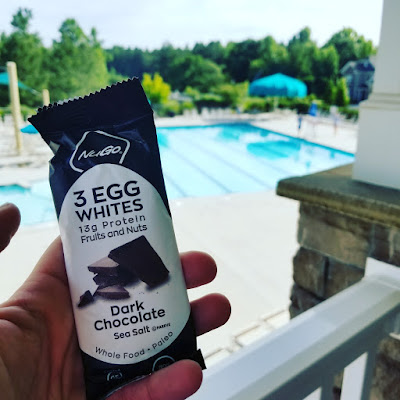 NuGO
3 EGG
WHITES
13g Protein
Fruits and Nuts
Dark
Chocolate
Sea Salt
Whole Food • Paleo